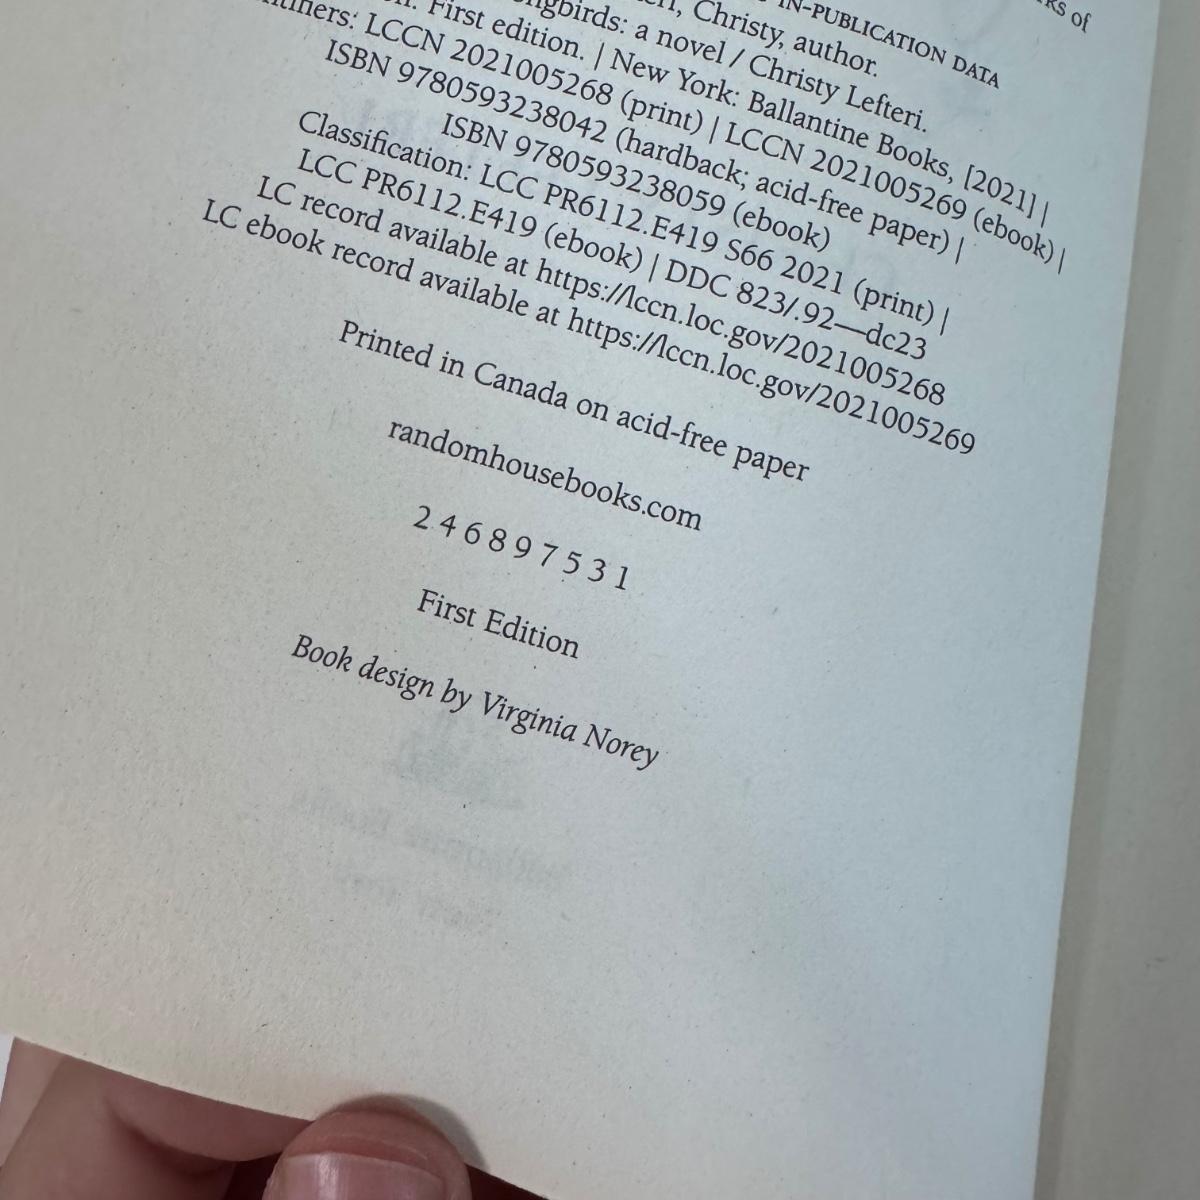 rks of
IN-PUBLICATION DATA
Christy, author.
ngbirds: a novel / Christy Lefteri.
First edition. | New York: Ballantine Books, [2021] |
ntifiers: LCCN 2021005268 (print) | LCCN 2021005269 (ebook) |
ISBN 9780593238042 (hardback; acid-free paper) |
ISBN 9780593238059 (ebook)
Classification: LCC PR6112.E419 S66 2021 (print) |
LCC PR6112.E419 (ebook) | DDC 823/.92—dc23
LC record available at https://lccn.loc.gov/2021005268
LC ebook record available at https://lccn.loc.gov/2021005269
Printed in Canada on acid-free paper
randomhousebooks.com
2 4 6 8 9 7 5 3 1
First Edition
Book design by Virginia Norey